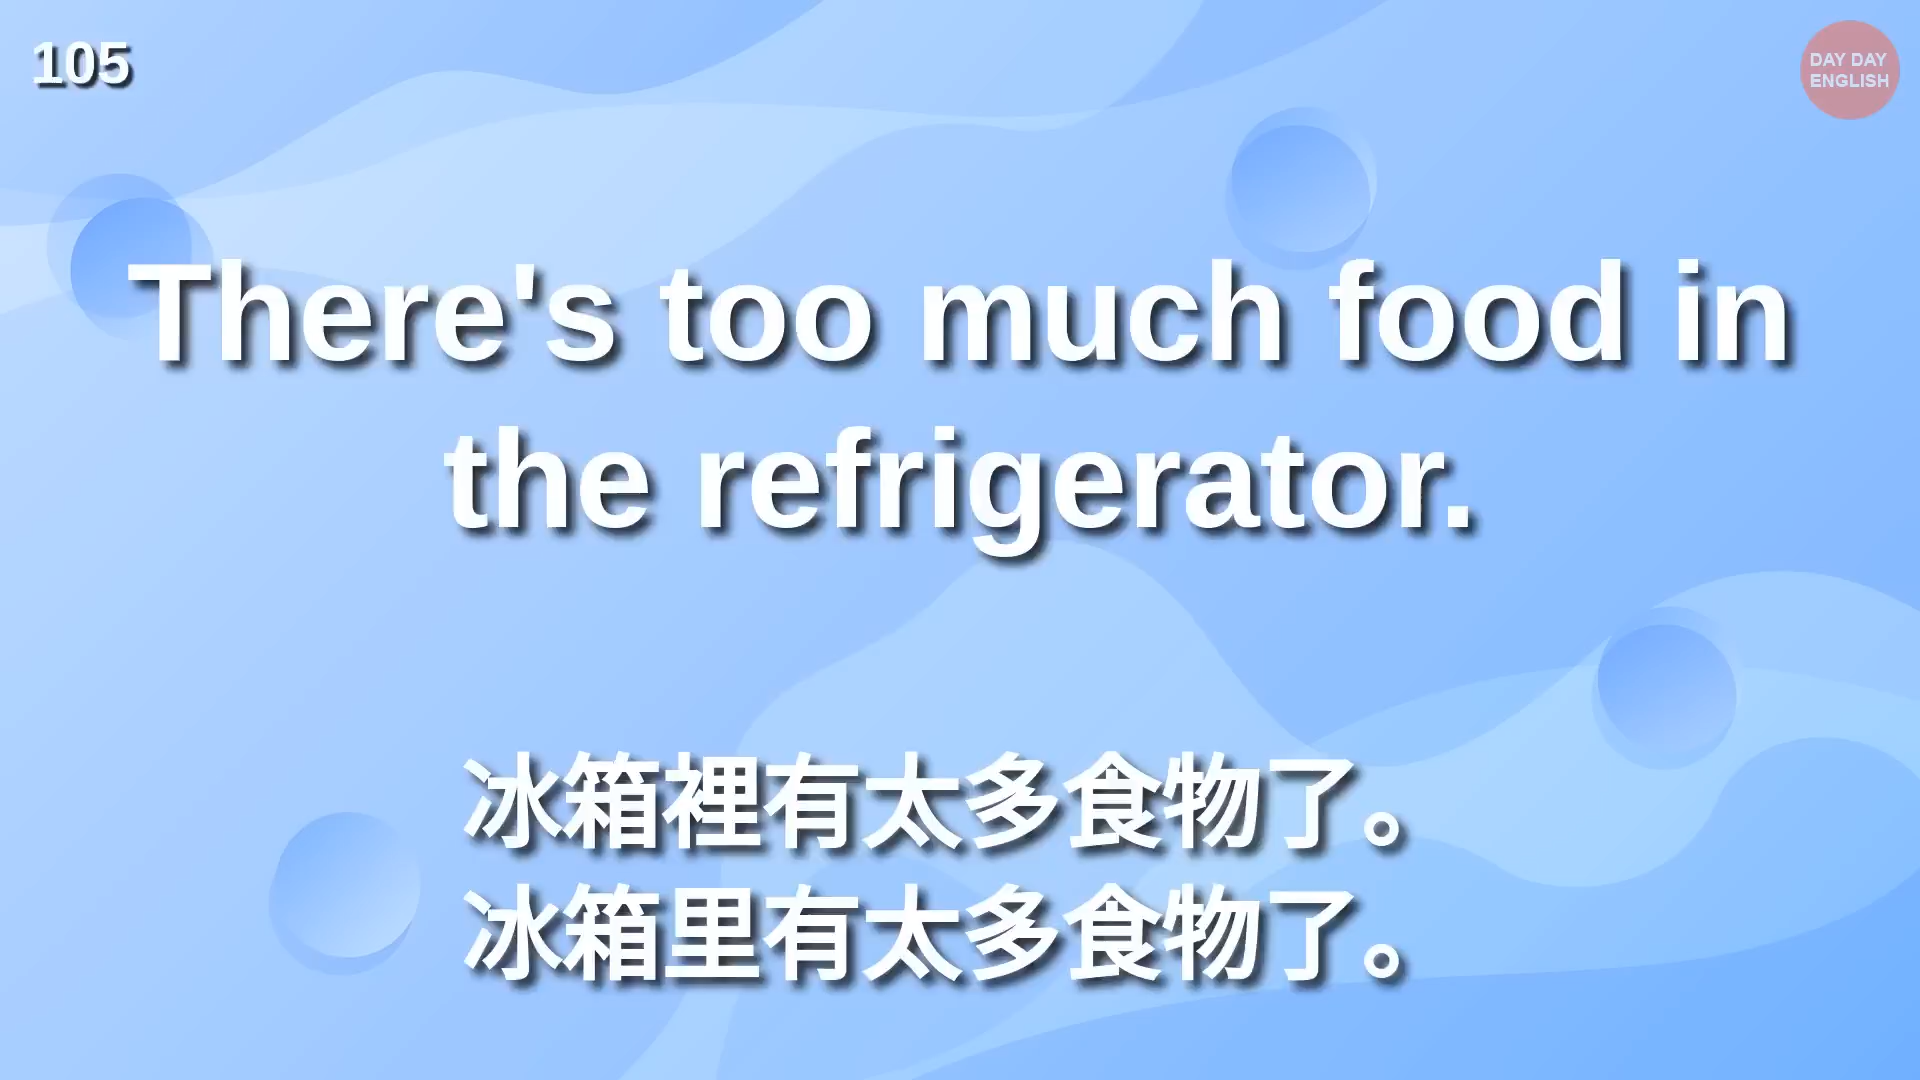 105
DAY DAY
ENGLISH
There's too much food in
the refrigerator.
冰箱裡有太多食物了。
冰箱里有太多食物了。